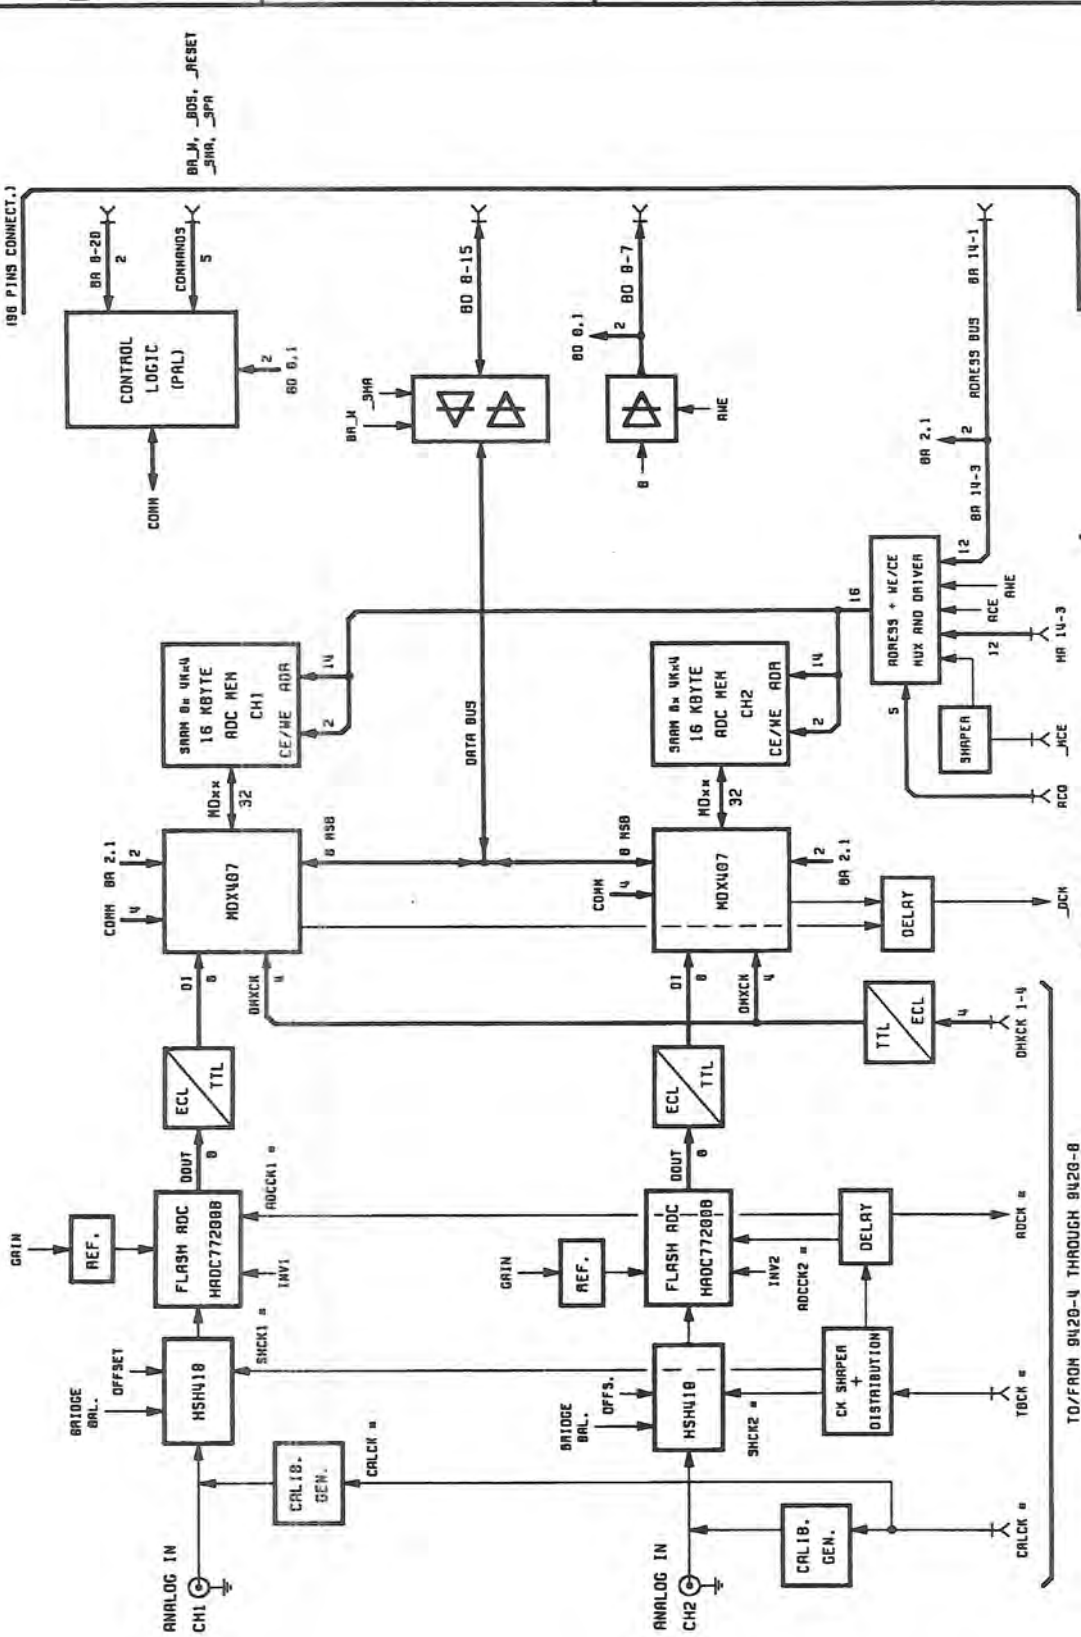 ANALOG IN
CH1
BRIDGE
BAL.
OFFSET
HSH410
CALIB.
GEN.
CALCK *
SHCK1 *
GAIN
REF.
FLASH ADC
HADC77200B
INV1
ADCCK1 *
DOUT
8
ECL
TTL
DI
8
DMXCK
4
COMM
4
BA 2,1
2
MDX407
8 MSB
MDxx
32
SRAM 8x 4Kx4
16 KBYTE
ADC MEM
CH1
CE/WE ADR
2
14
DATA BUS
COMM
CONTROL
LOGIC
(PAL)
BA 0-20
2
COMMANDS
5
BD 0,1
2
BA_W, _BDS, _RESET
_SMA, _SPA
(96 PINS CONNECT.)
BA_W
_SMA
BD 8-15
8
AWE
BD 0,1
2
BD 0-7
ANALOG IN
CH2
BRIDGE
BAL.
OFFS.
HSH410
CALIB.
GEN.
SHCK2 *
GAIN
REF.
FLASH ADC
HADC77200B
INV2
ADCCK2 *
DOUT
8
ECL
TTL
DI
8
DMXCK
4
COMM
4
MDX407
8 MSB
2
BA 2,1
MDxx
32
SRAM 8x 4Kx4
16 KBYTE
ADC MEM
CH2
CE/WE ADR
2
14
16
ADRESS + WE/CE
MUX AND DRIVER
5
12
ACE
AWE
12
BA 14-3
BA 2,1
2
ADRESS BUS
BA 14-1
SHAPER
CK SHAPER
+
DISTRIBUTION
DELAY
TTL
ECL
4
DELAY
CALCK *
TBCK *
ADCK *
DMXCK 1-4
_DCK
ACO
_MCE
MA 14-3
TO/FROM 9420-4 THROUGH 9420-8